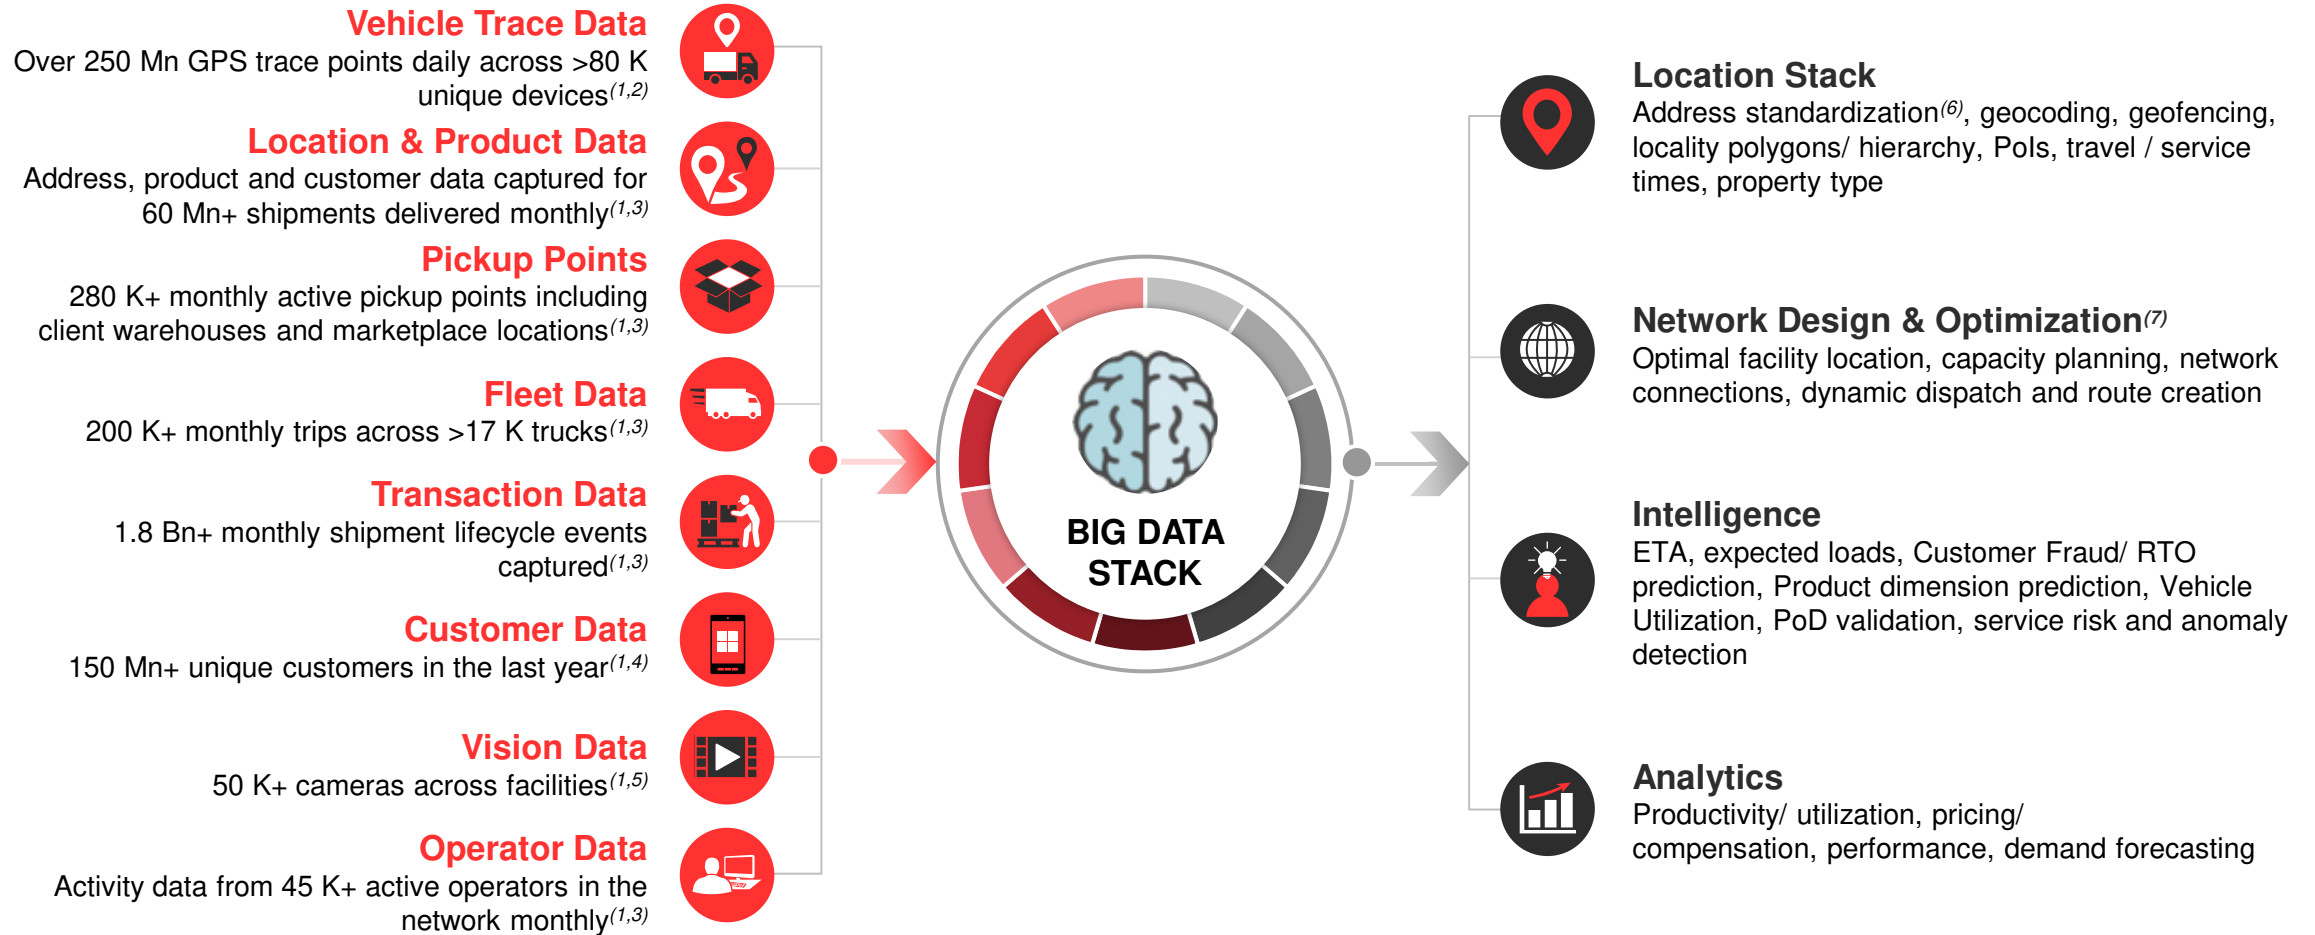 Vehicle Trace Data
Over 250 Mn GPS trace points daily across >80 K
unique devices(1,2)
Location & Product Data
Address, product and customer data captured for
60 Mn+ shipments delivered monthly(1,3)
Pickup Points
280 K+ monthly active pickup points including
client warehouses and marketplace locations(1,3)
Fleet Data
200 K+ monthly trips across >17 K trucks(1,3)
Transaction Data
1.8 Bn+ monthly shipment lifecycle events
captured(1,3)
Customer Data
150 Mn+ unique customers in the last year(1,4)
Vision Data
50 K+ cameras across facilities(1,5)
Operator Data
Activity data from 45 K+ active operators in the
network monthly(1,3)
BIG DATA
STACK
Location Stack
Address standardization(6), geocoding, geofencing,
locality polygons/ hierarchy, PoIs, travel / service
times, property type
Network Design & Optimization(7)
Optimal facility location, capacity planning, network
connections, dynamic dispatch and route creation
Intelligence
ETA, expected loads, Customer Fraud/ RTO
prediction, Product dimension prediction, Vehicle
Utilization, PoD validation, service risk and anomaly
detection
Analytics
Productivity/ utilization, pricing/
compensation, performance, demand forecasting